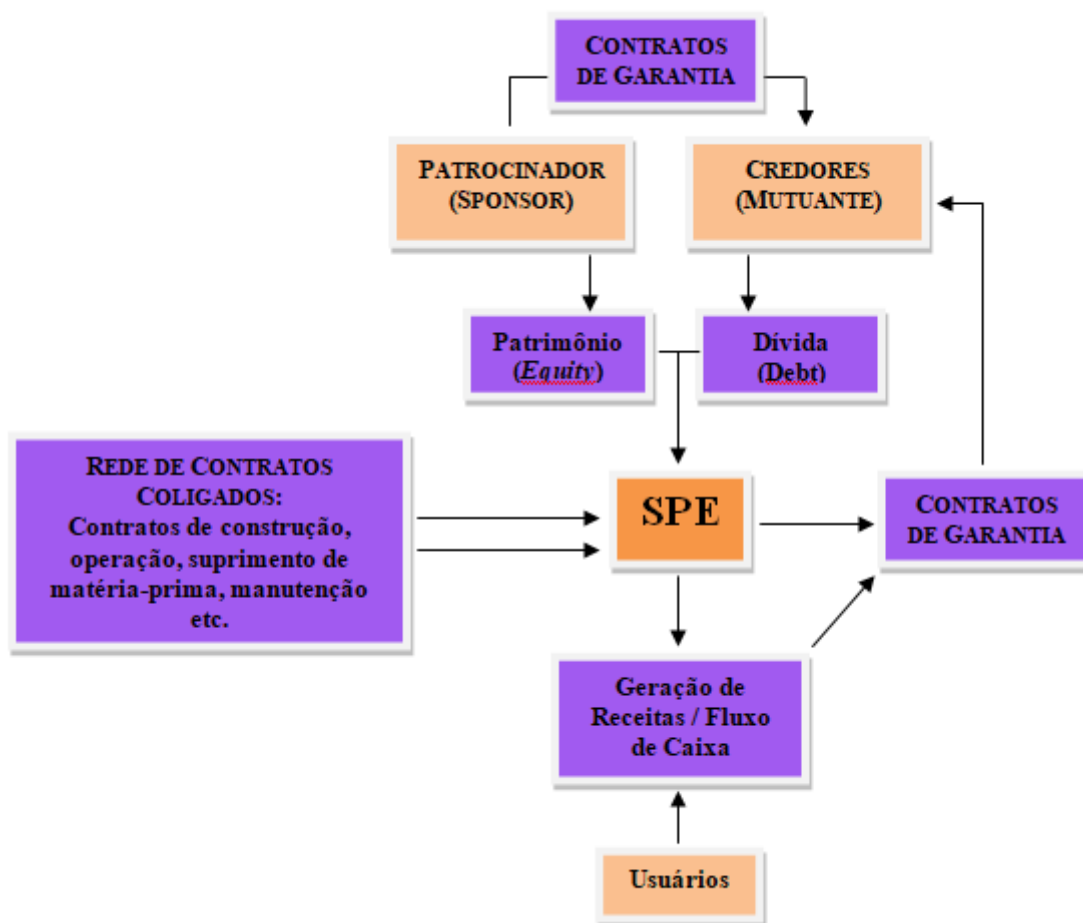 CONTRATOS
DE GARANTIA
PATROCINADOR
(SPONSOR)
CREDORES
(MUTUANTE)
Patrimônio
(Equity)
Dívida
(Debt)
REDE DE CONTRATOS
COLIGADOS:
Contratos de construção,
operação, suprimento de
matéria-prima, manutenção
etc.
SPE
CONTRATOS
DE GARANTIA
Geração de
Receitas / Fluxo
de Caixa
Usuários